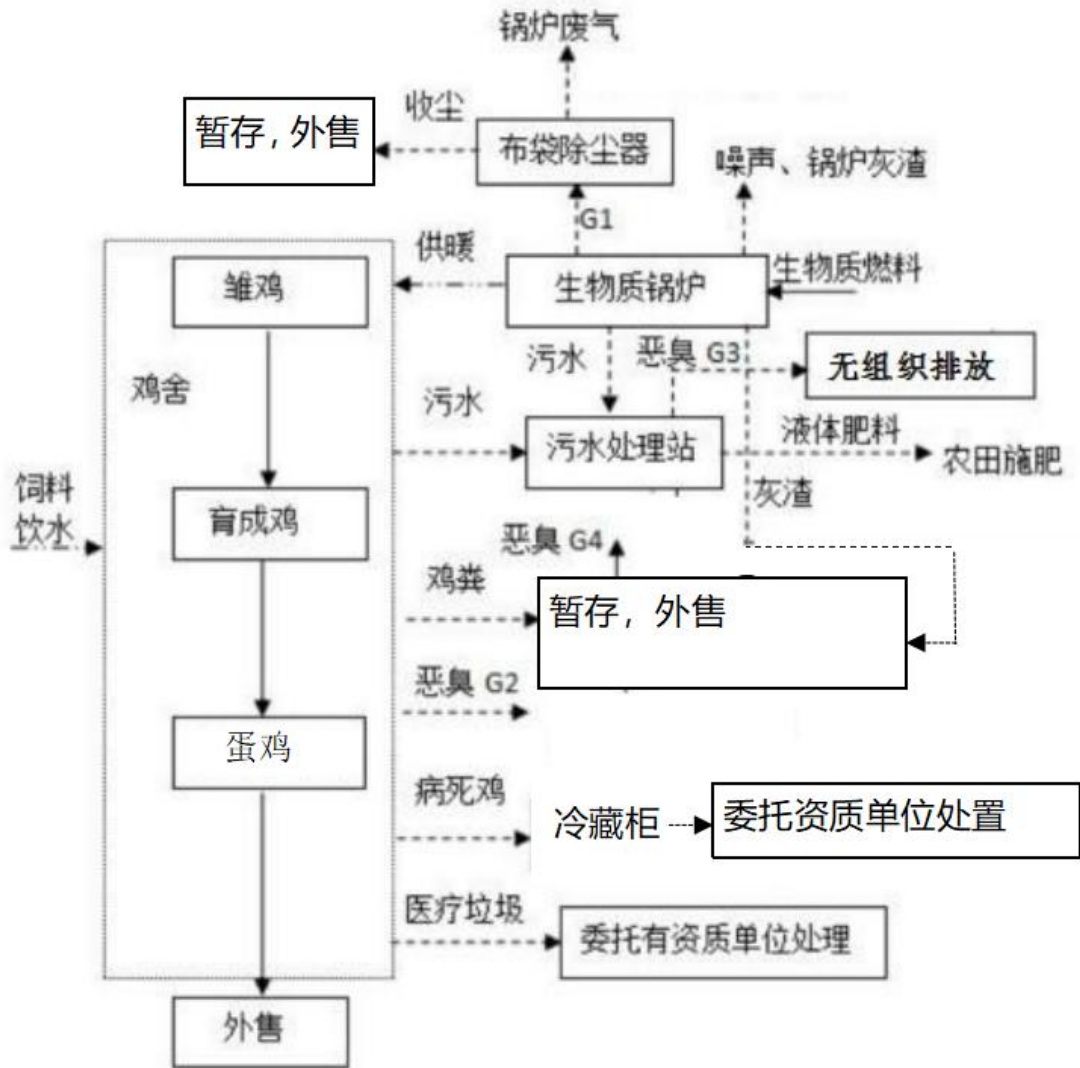 锅炉废气
收尘
暂存，外售
布袋除尘器
噪声、锅炉灰渣
G1
供暖
生物质燃料
雏鸡
生物质锅炉
污水
恶臭 G3
无组织排放
鸡舍
污水
污水处理站
液体肥料
农田施肥
饲料
饮水
灰渣
育成鸡
恶臭 G4
鸡粪
暂存，外售
恶臭 G2
蛋鸡
病死鸡
冷藏柜
委托资质单位处置
医疗垃圾
委托有资质单位处理
外售